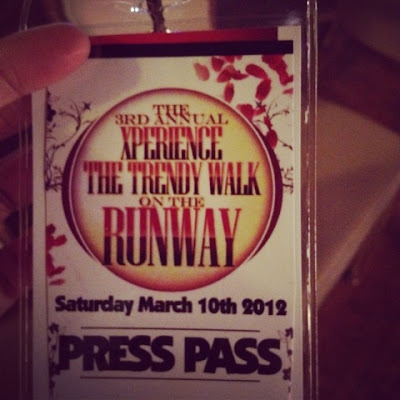 THE
3RD ANNUAL
XPERIENCE
THE TRENDY WALK
ON THE
RUNWAY
Saturday March 10th 2012
PRESS PASS